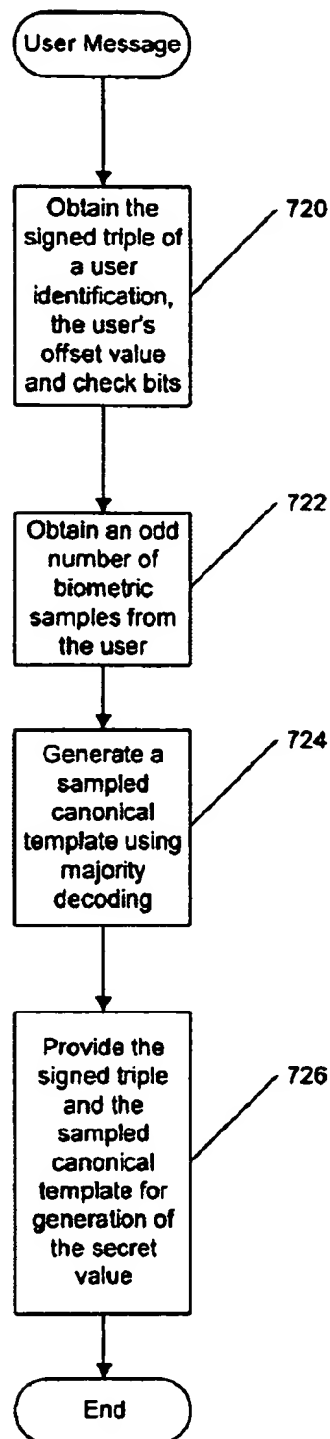 User Message
Obtain the
signed triple of
a user
identification,
the user's
offset value
and check bits
720
Obtain an odd
number of
biometric
samples from
the user
722
Generate a
sampled
canonical
template using
majority
decoding
724
Provide the
signed triple
and the
sampled
canonical
template for
generation of
the secret
value
726
End